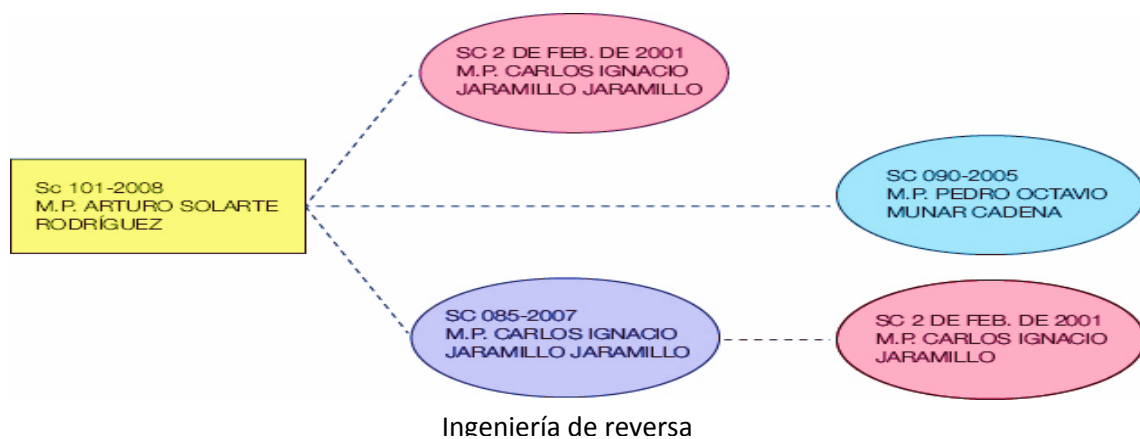 SC 2 DE FEB. DE 2001
M.P. CARLOS IGNACIO
JARAMILLO JARAMILLO
Sc 101-2008
M.P. ARTURO SOLARTE
RODRÍGUEZ
SC 090-2005
M.P. PEDRO OCTAVIO
MUNAR CADENA
SC 085-2007
M.P. CARLOS IGNACIO
JARAMILLO JARAMILLO
SC 2 DE FEB. DE 2001
M.P. CARLOS IGNACIO
JARAMILLO
Ingeniería de reversa